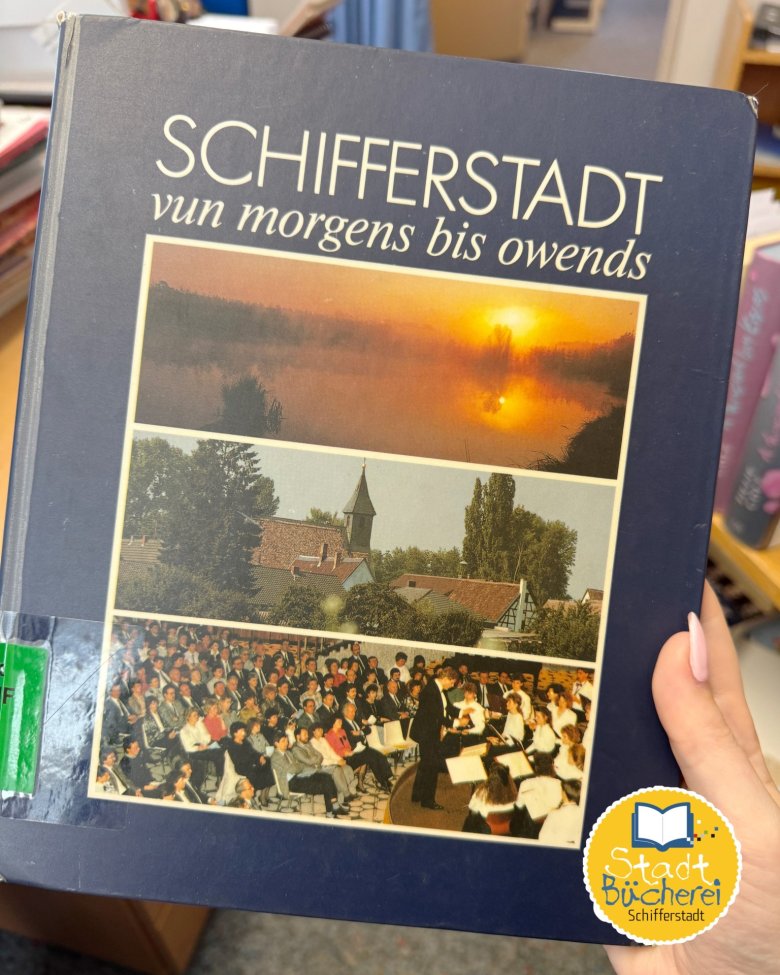 SCHIFFERSTADT
vun morgens bis owends
Stadt
Bücherei
Schifferstadt